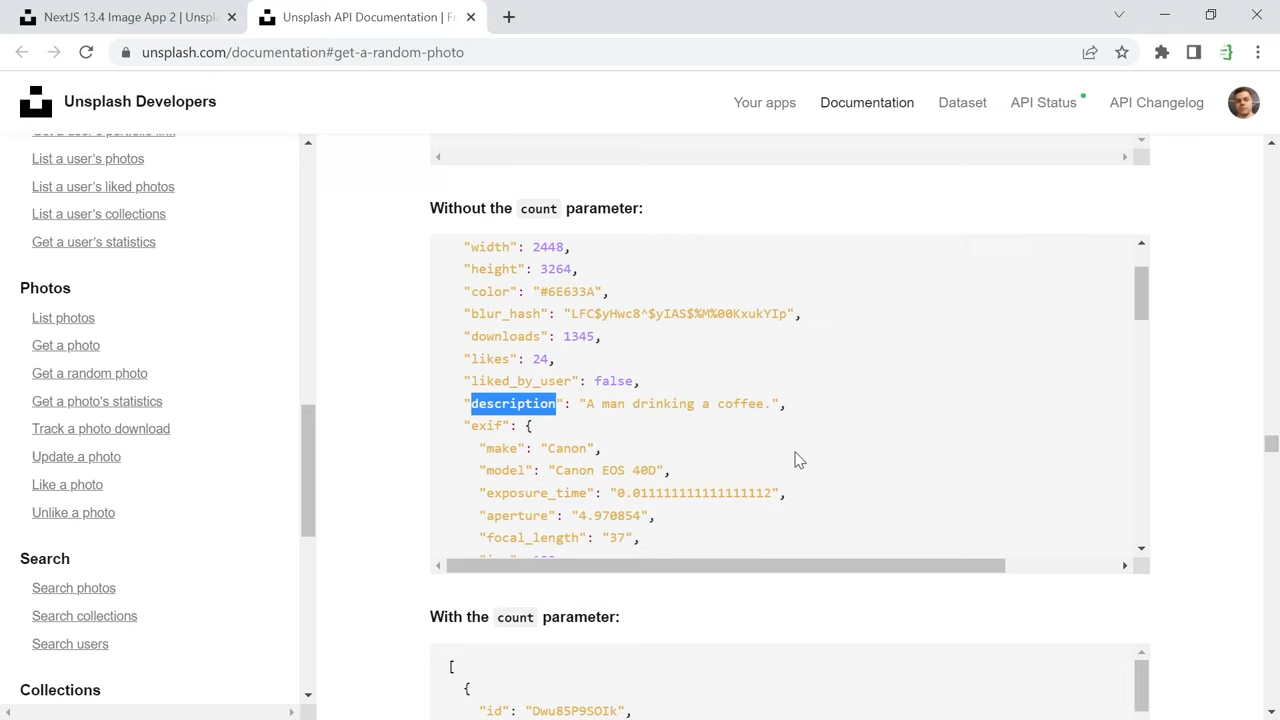 NextJS 13.4 Image App 2 | Unspla
Unsplash API Documentation | Fr
unsplash.com/documentation#get-a-random-photo
Unsplash Developers
Your apps
Documentation
Dataset
API Status
API Changelog
Get a user's portfolio link
List a user's photos
List a user's liked photos
List a user's collections
Get a user's statistics
Photos
List photos
Get a photo
Get a random photo
Get a photo's statistics
Track a photo download
Update a photo
Like a photo
Unlike a photo
Search
Search photos
Search collections
Search users
Collections
Without the count parameter:
"width": 2448,
"height": 3264,
"color": "#6E633A",
"blur_hash": "LFC$yHwc8^$yIAS$%M%00KxukYIp",
"downloads": 1345,
"likes": 24,
"liked_by_user": false,
"description": "A man drinking a coffee.",
"exif": {
"make": "Canon",
"model": "Canon EOS 40D",
"exposure_time": "0.011111111111111112",
"aperture": "4.970854",
"focal_length": "37",
With the count parameter:
[
{
"id": "Dwu85P9SOIk",